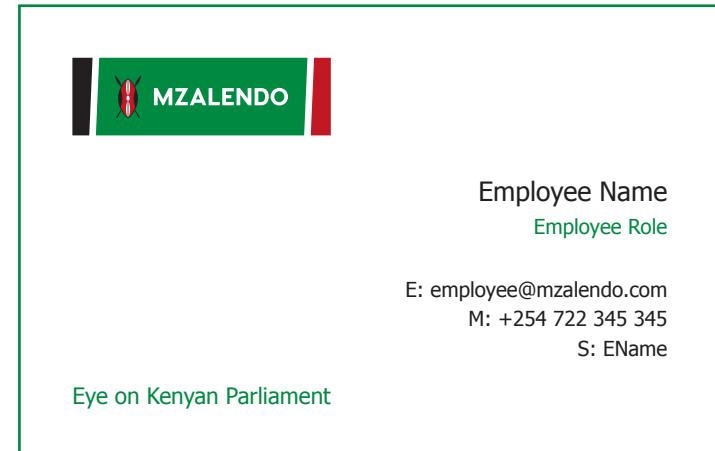 MZALENDO
Employee Name
Employee Role
E: employee@mzalendo.com
M: +254 722 345 345
S: EName
Eye on Kenyan Parliament